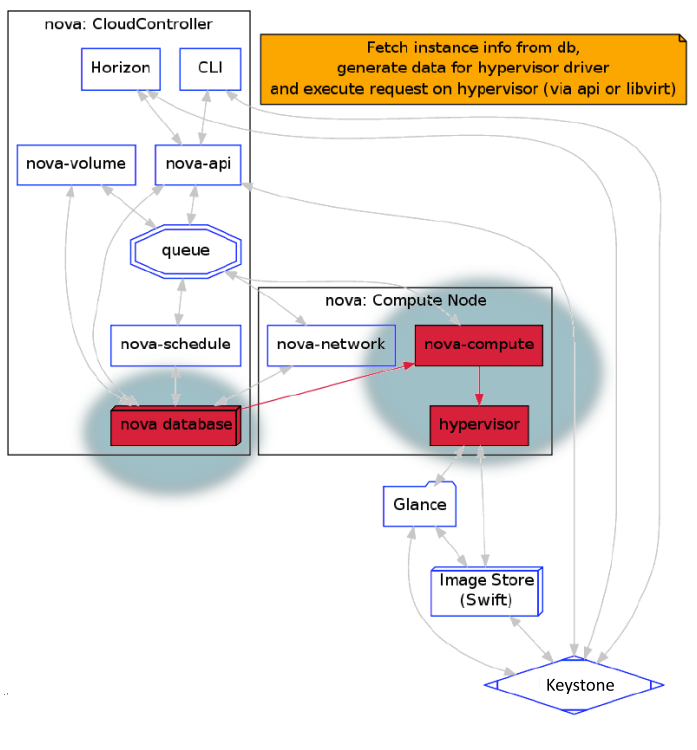 nova: CloudController
Horizon
CLI
Fetch instance info from db,
generate data for hypervisor driver
and execute request on hypervisor (via api or libvirt)
nova-volume
nova-api
queue
nova: Compute Node
nova-schedule
nova-network
nova-compute
nova database
hypervisor
Glance
Image Store
(Swift)
Keystone
..